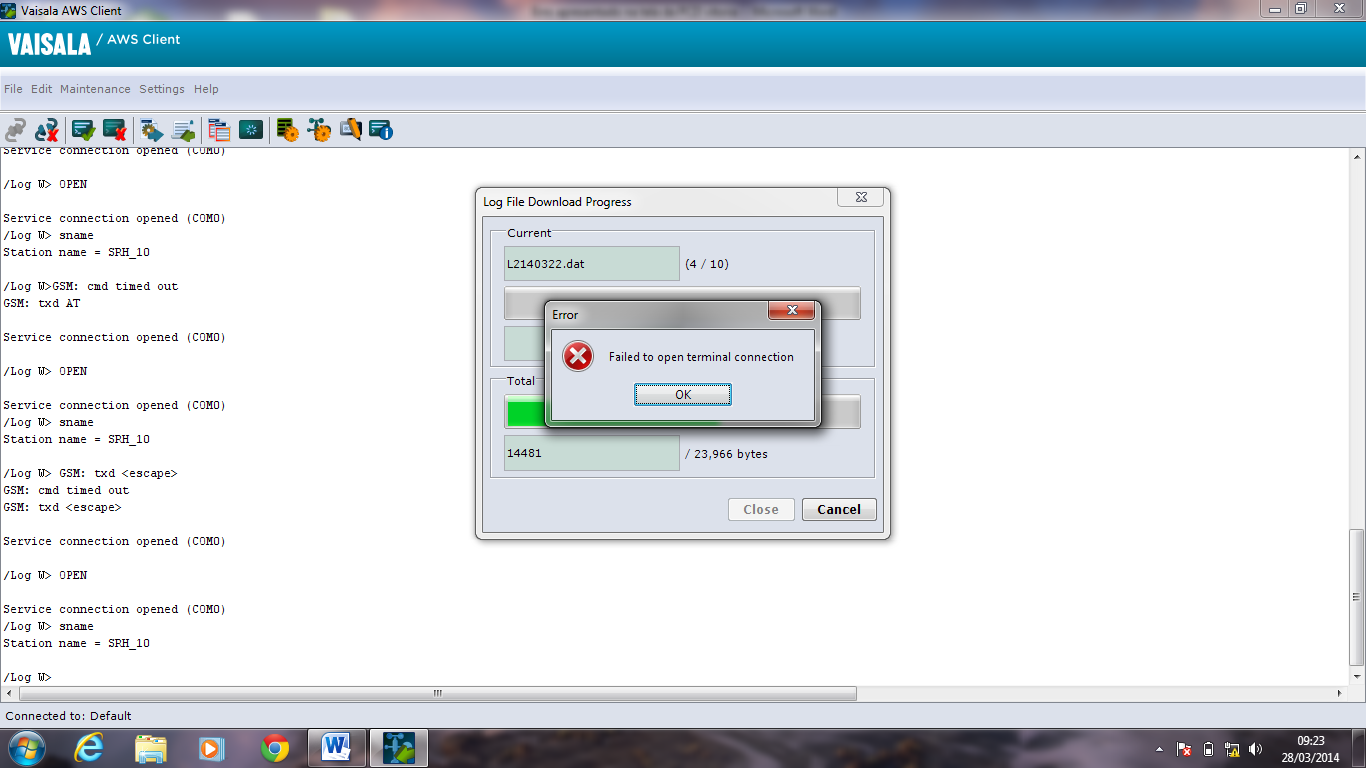 Vaisala AWS Client
VAISALA / AWS Client
File Edit Maintenance Settings Help
Service connection opened (COM0)
/Log W> OPEN
Service connection opened (COM0)
/Log W> sname
Station name = SRH_10
/Log W>GSM: cmd timed out
GSM: txd AT
Service connection opened (COM0)
/Log W> OPEN
Service connection opened (COM0)
/Log W> sname
Station name = SRH_10
/Log W> GSM: txd <escape>
GSM: cmd timed out
GSM: txd <escape>
Service connection opened (COM0)
/Log W> OPEN
Service connection opened (COM0)
/Log W> sname
Station name = SRH_10
/Log W>
Log File Download Progress
Current
L2140322.dat (4 / 10)
Error
Failed to open terminal connection
OK
Total
14481 / 23,966 bytes
Close Cancel
Connected to: Default
09:23
28/03/2014